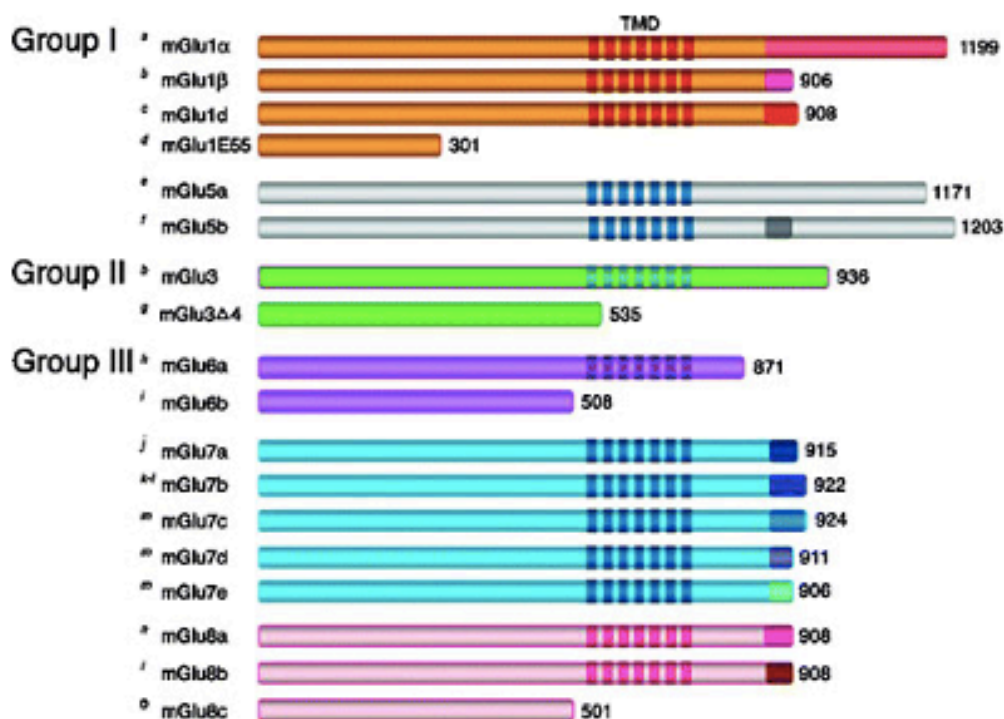 TMD
Group I a mGlu1α 1199
b mGlu1β 906
c mGlu1d 908
d mGlu1E55 301
e mGlu5a 1171
f mGlu5b 1203
Group II b mGlu3 936
g mGlu3Δ4 535
Group III h mGlu6a 871
i mGlu6b 508
j mGlu7a 915
k-l mGlu7b 922
m mGlu7c 924
m mGlu7d 911
m mGlu7e 906
mGlu8a 908
mGlu8b 908
mGlu8c 501